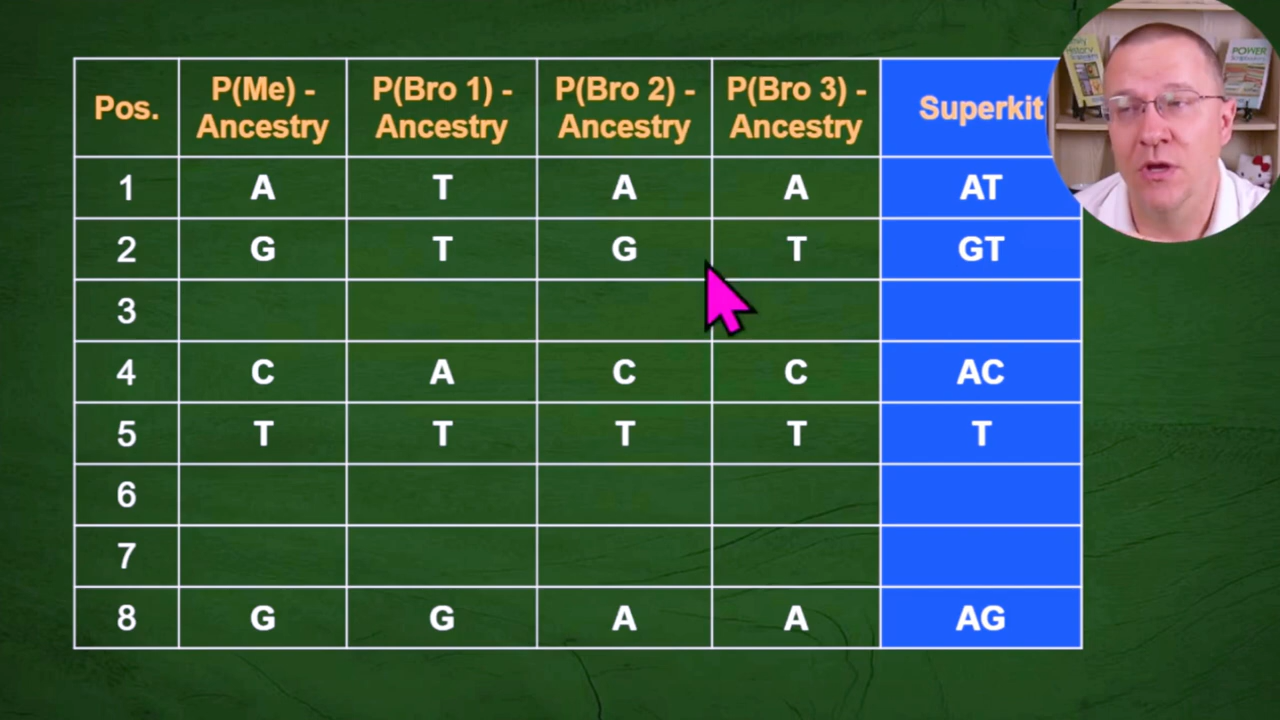 Pos. P(Me) - Ancestry P(Bro 1) - Ancestry P(Bro 2) - Ancestry P(Bro 3) - Ancestry Superkit
1 A T A A AT
2 G T G T GT
3
4 C A C C AC
5 T T T T T
6
7
8 G G A A AG
POWER